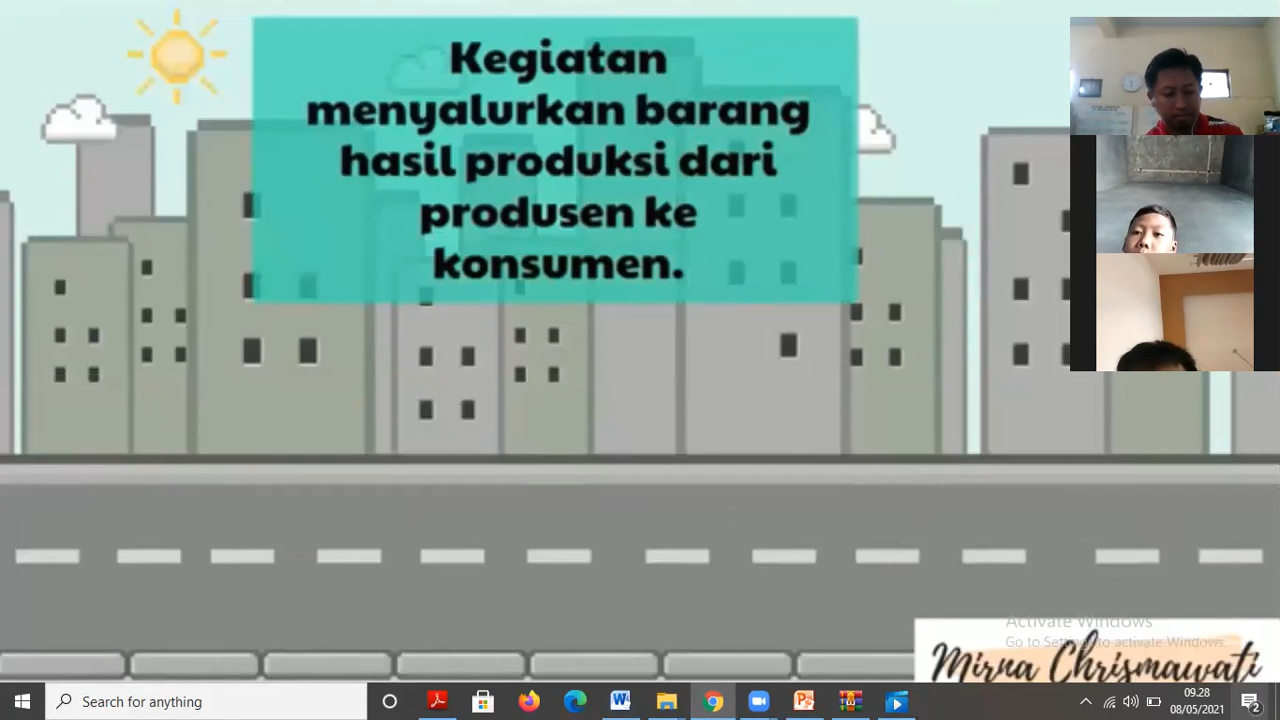 Kegiatan
menyalurkan barang
hasil produksi dari
produsen ke
konsumen.
Activate Windows
Go to Settings to activate Windows.
Mirna Chrismawati
Search for anything
09.28
08/05/2021
2